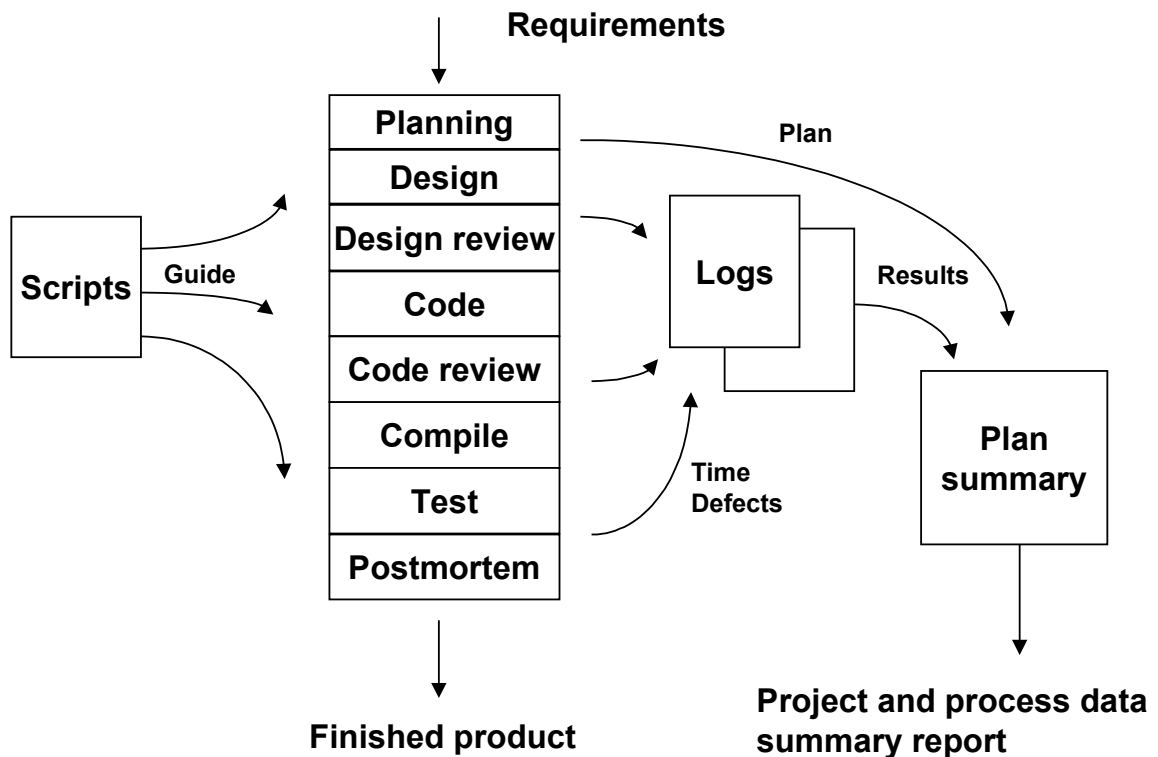 Requirements
Planning
Design
Design review
Code
Code review
Compile
Test
Postmortem
Scripts
Guide
Plan
Logs
Results
Time
Defects
Plan
summary
Finished product
Project and process data
summary report